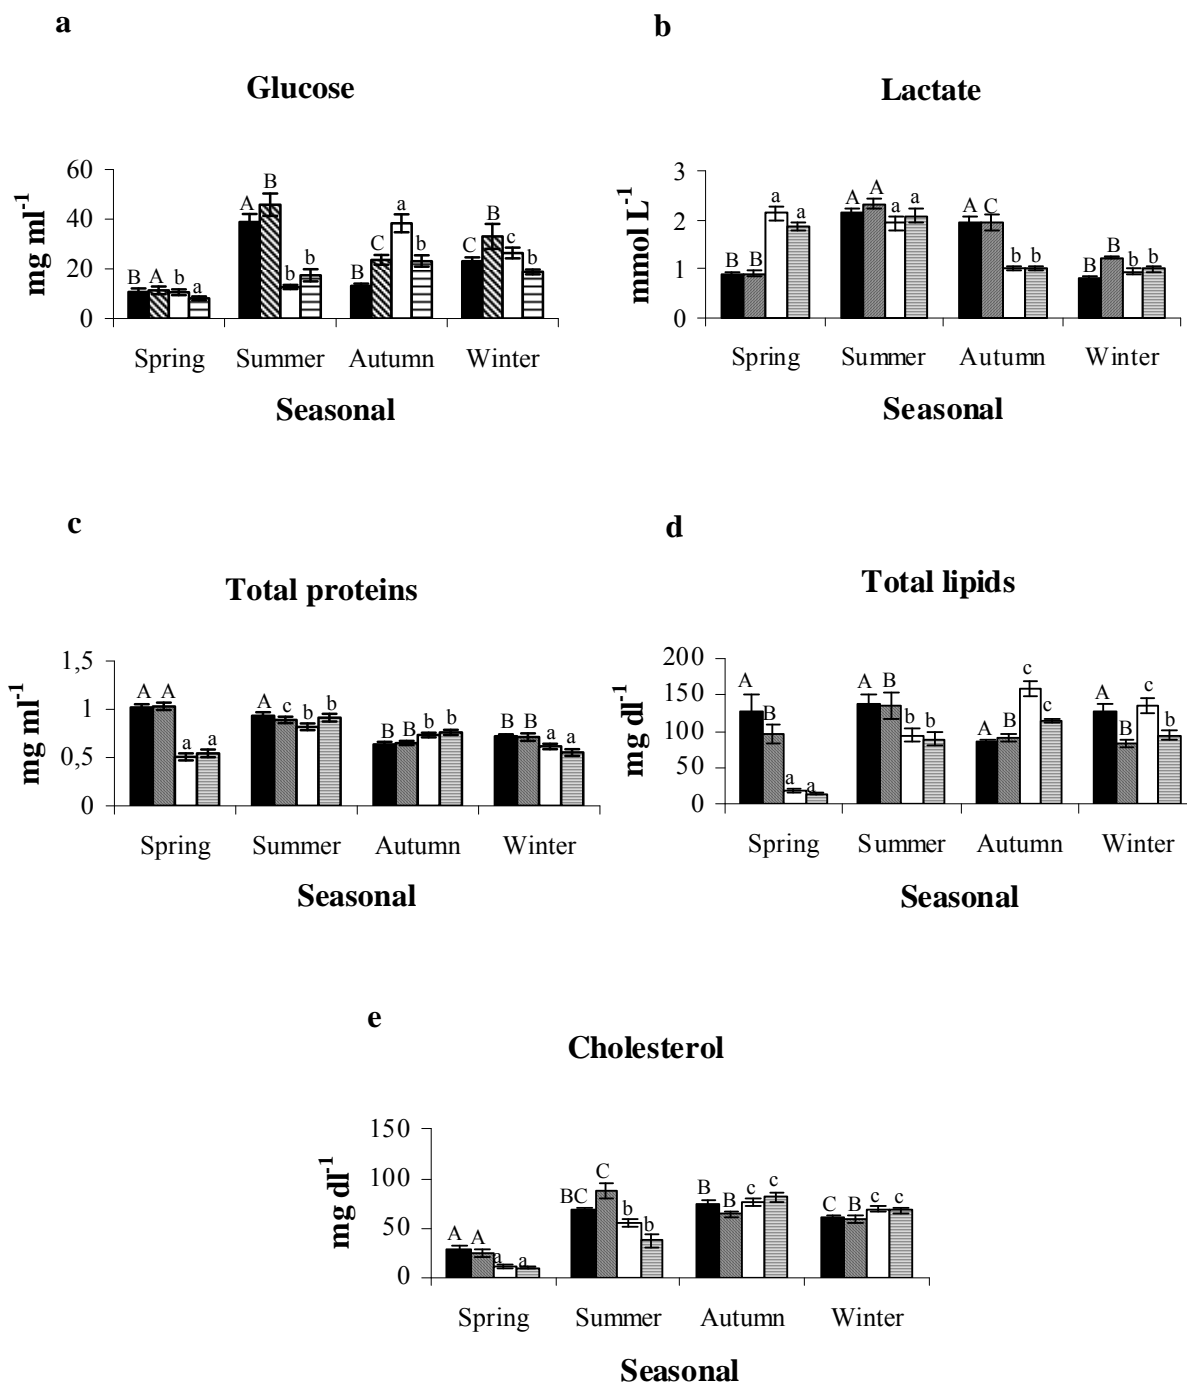 a
Glucose
mg ml-1
60
40
20
0
B A b a
A B b b
B C a b
C B c b
Spring Summer Autumn Winter
Seasonal
b
Lactate
mmol L-1
3
2
1
0
B B a a
A A a a
A C b b
B B b b
Spring Summer Autumn Winter
Seasonal
c
Total proteins
mg ml-1
1,5
1
0,5
0
A A a a
A c b b
B B b b
B B a a
Spring Summer Autumn Winter
Seasonal
d
Total lipids
mg dl-1
200
150
100
50
0
A B a a
A B b b
A B c c
A B c b
Spring Summer Autumn Winter
Seasonal
e
Cholesterol
mg dl-1
150
100
50
0
A A a a
BC C b b
B B c c
C B c c
Spring Summer Autumn Winter
Seasonal